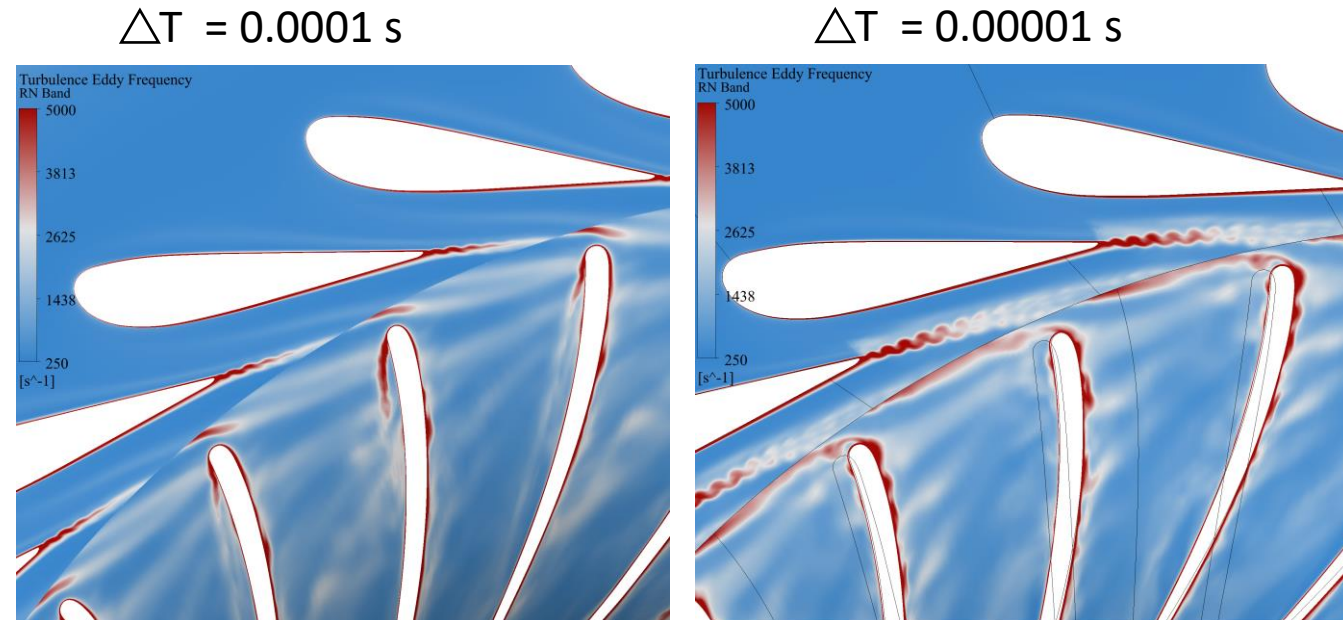 △T = 0.0001 s
Turbulence Eddy Frequency
RN Band
5000
3813
2625
1438
250
[s^-1]
△T = 0.00001 s
Turbulence Eddy Frequency
RN Band
5000
3813
2625
1438
250
[s^-1]